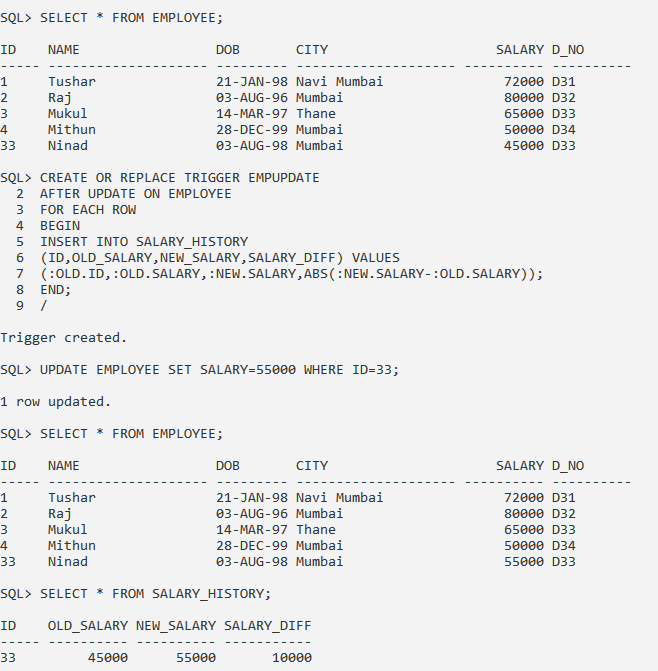 SQL> SELECT * FROM EMPLOYEE;
ID    NAME                 DOB       CITY                     SALARY D_NO
----- -------------------- --------- -------------------- ---------- ----------
1     Tushar               21-JAN-98 Navi Mumbai               72000 D31
2     Raj                  03-AUG-96 Mumbai                    80000 D32
3     Mukul                14-MAR-97 Thane                     65000 D33
4     Mithun               28-DEC-99 Mumbai                    50000 D34
33    Ninad                03-AUG-98 Mumbai                    45000 D33
SQL> CREATE OR REPLACE TRIGGER EMPUPDATE
  2  AFTER UPDATE ON EMPLOYEE
  3  FOR EACH ROW
  4  BEGIN
  5  INSERT INTO SALARY_HISTORY
  6  (ID,OLD_SALARY,NEW_SALARY,SALARY_DIFF) VALUES
  7  (:OLD.ID,:OLD.SALARY,:NEW.SALARY,ABS(:NEW.SALARY-:OLD.SALARY));
  8  END;
  9  /
Trigger created.
SQL> UPDATE EMPLOYEE SET SALARY=55000 WHERE ID=33;
1 row updated.
SQL> SELECT * FROM EMPLOYEE;
ID    NAME                 DOB       CITY                     SALARY D_NO
----- -------------------- --------- -------------------- ---------- ----------
1     Tushar               21-JAN-98 Navi Mumbai               72000 D31
2     Raj                  03-AUG-96 Mumbai                    80000 D32
3     Mukul                14-MAR-97 Thane                     65000 D33
4     Mithun               28-DEC-99 Mumbai                    50000 D34
33    Ninad                03-AUG-98 Mumbai                    55000 D33
SQL> SELECT * FROM SALARY_HISTORY;
ID    OLD_SALARY NEW_SALARY SALARY_DIFF
----- ---------- ---------- -----------
33         45000      55000       10000